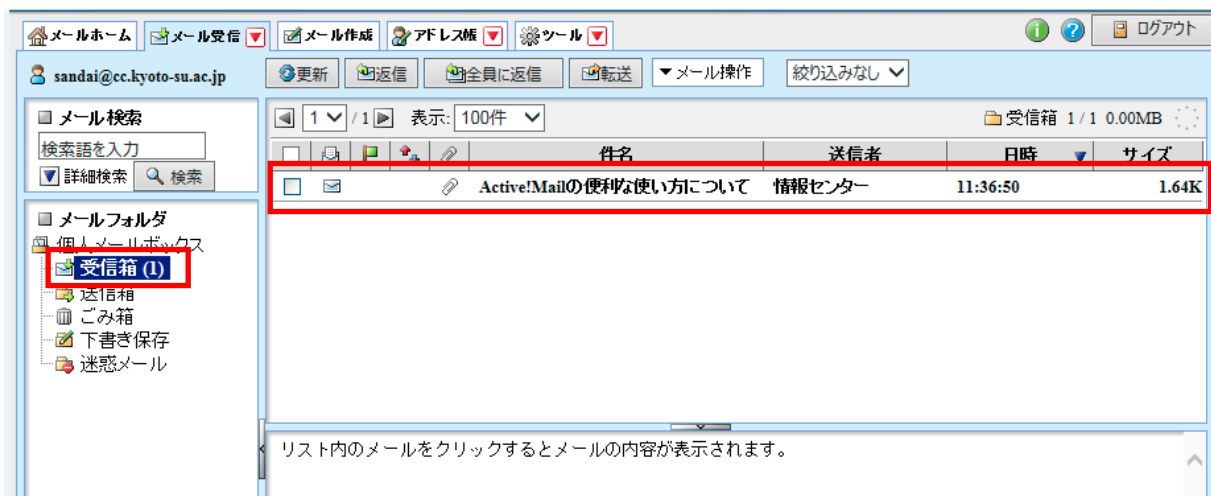 メールホーム メール受信 メール作成 アドレス帳 ツール ログアウト
sandai@cc.kyoto-su.ac.jp 更新 返信 全員に返信 転送 ▼メール操作 絞り込みなし
メール検索
検索語を入力
詳細検索 検索
メールフォルダ
個人メールボックス
受信箱 (1)
送信箱
ごみ箱
下書き保存
迷惑メール
1 / 1 表示: 100件 受信箱 1 / 1 0.00MB
件名 送信者 日時 サイズ
Active!Mailの便利な使い方について 情報センター 11:36:50 1.64K
リスト内のメールをクリックするとメールの内容が表示されます。